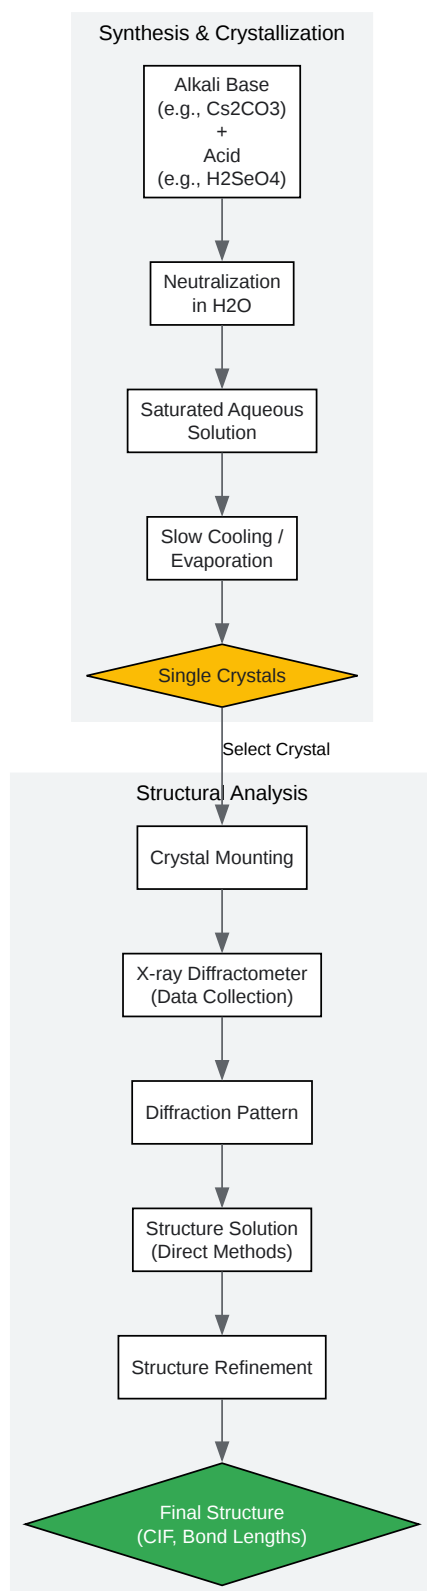 Synthesis & Crystallization
Alkali Base
(e.g., Cs2CO3)
+
Acid
(e.g., H2SeO4)
Neutralization
in H2O
Saturated Aqueous
Solution
Slow Cooling /
Evaporation
Single Crystals
Select Crystal
Structural Analysis
Crystal Mounting
X-ray Diffractometer
(Data Collection)
Diffraction Pattern
Structure Solution
(Direct Methods)
Structure Refinement
Final Structure
(CIF, Bond Lengths)